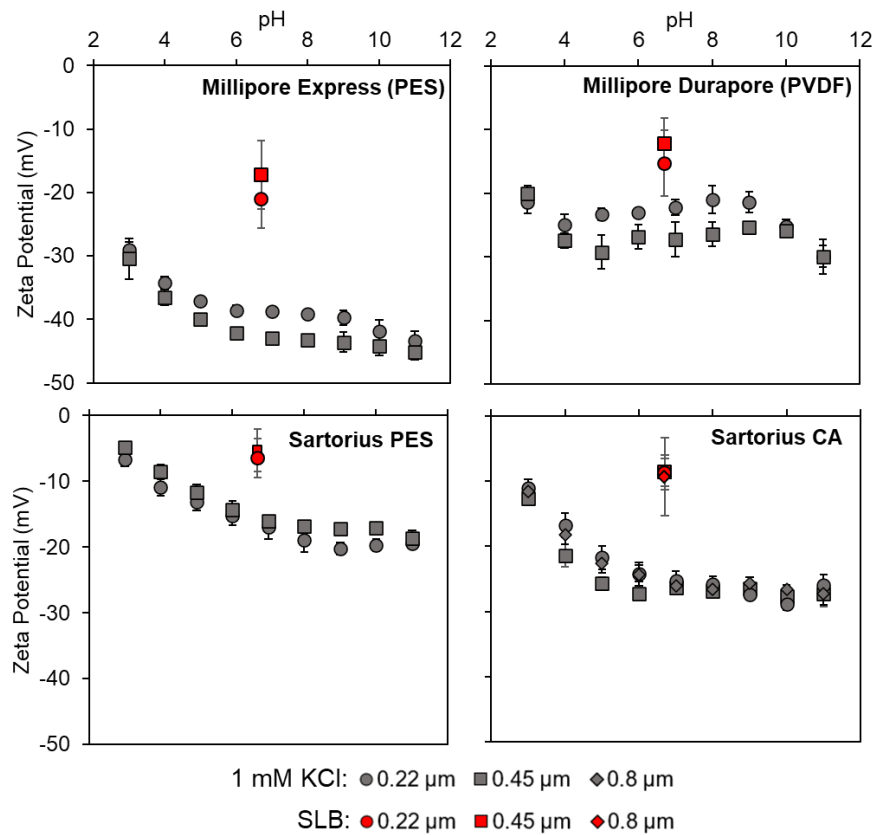 pH pH
2 4 6 8 10 12 2 4 6 8 10 12
0
Millipore Express (PES) Millipore Durapore (PVDF)
-10
-20
-30
-40
-50
Zeta Potential (mV)
0
Sartorius PES Sartorius CA
-10
-20
-30
-40
-50
Zeta Potential (mV)
1 mM KCl: 0.22 μm 0.45 μm 0.8 μm
SLB: 0.22 μm 0.45 μm 0.8 μm